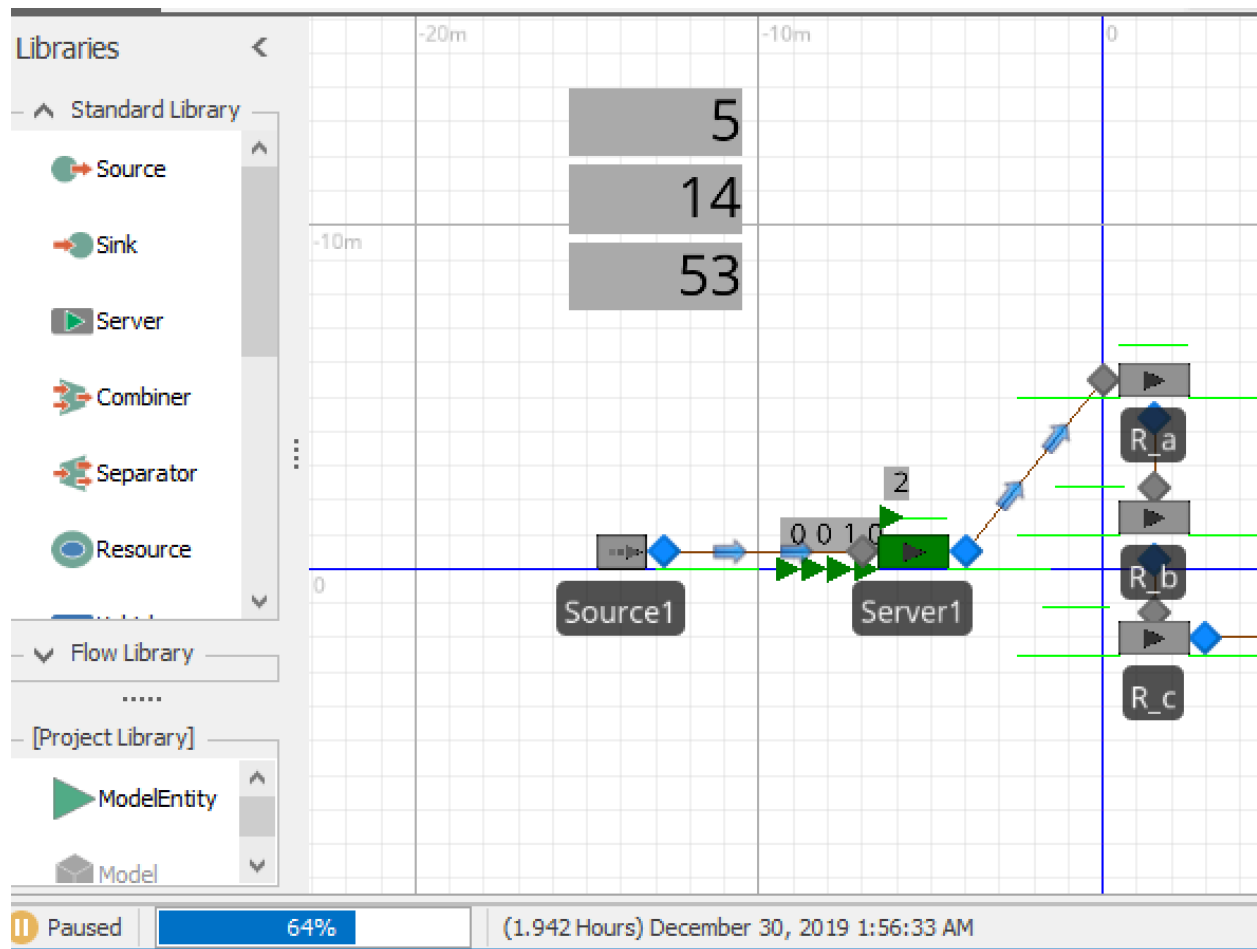 Libraries
Standard Library
Source
Sink
Server
Combiner
Separator
Resource
Flow Library
[Project Library]
ModelEntity
Model
-20m
-10m
0
-10m
0
5
14
53
2
0 0 1 0
Source1
Server1
R_a
R_b
R_c
Paused
64%
(1.942 Hours) December 30, 2019 1:56:33 AM